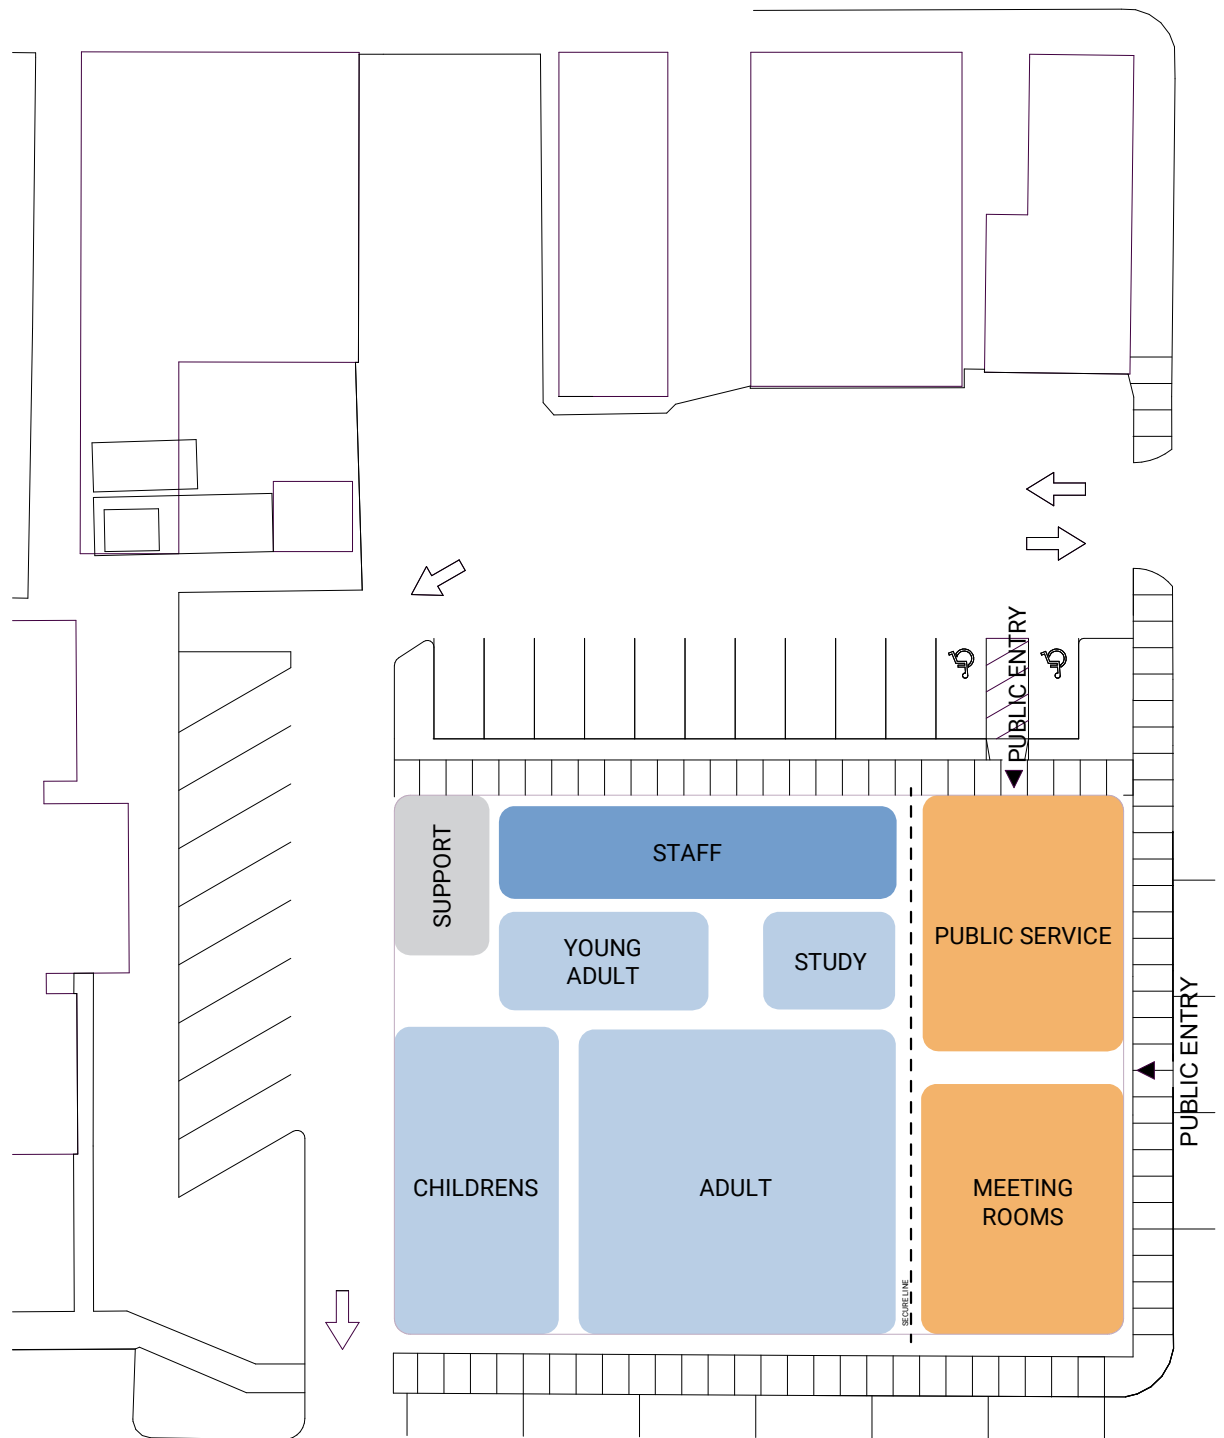 PUBLIC ENTRY
SUPPORT
STAFF
YOUNG
ADULT
STUDY
PUBLIC SERVICE
PUBLIC ENTRY
CHILDRENS
ADULT
MEETING
ROOMS
SECURE LINE